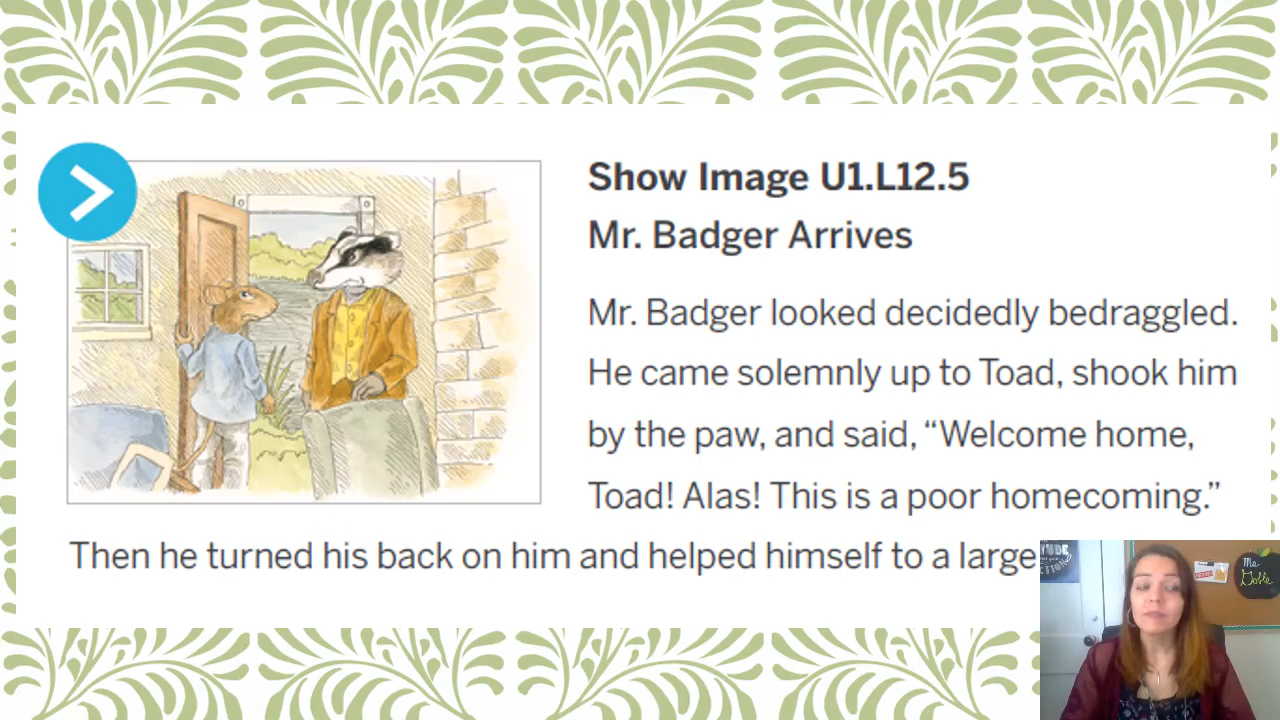 Show Image U1.L12.5
Mr. Badger Arrives
Mr. Badger looked decidedly bedraggled.
He came solemnly up to Toad, shook him
by the paw, and said, “Welcome home,
Toad! Alas! This is a poor homecoming.”
Then he turned his back on him and helped himself to a large
Ms.
Goble